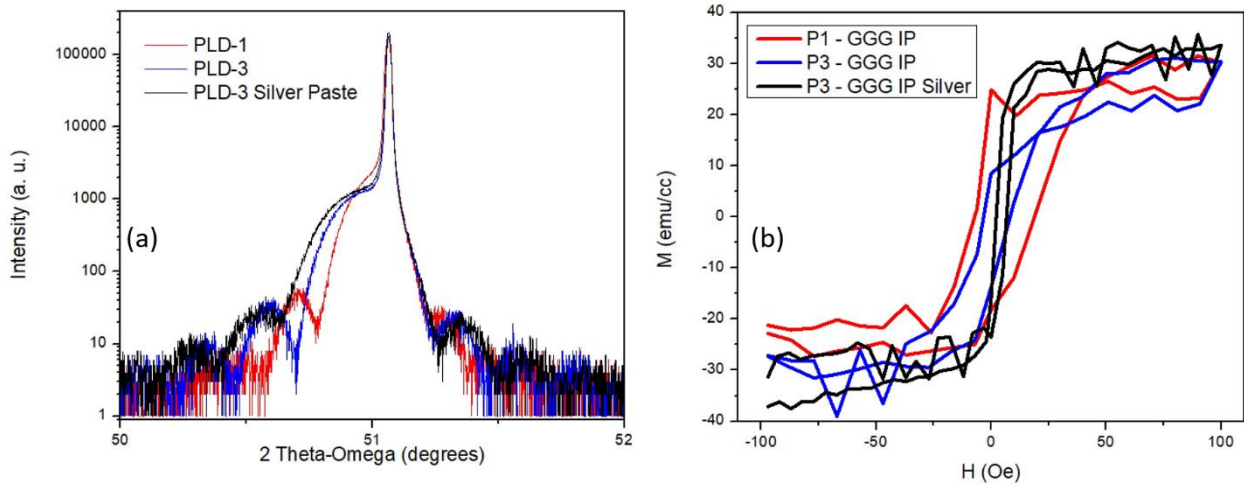 PLD-1
PLD-3
PLD-3 Silver Paste
100000
10000
1000
100
10
1
Intensity (a. u.)
(a)
50
51
52
2 Theta-Omega (degrees)
P1 - GGG IP
P3 - GGG IP
P3 - GGG IP Silver
40
30
20
10
0
-10
-20
-30
-40
M (emu/cc)
(b)
-100
-50
0
50
100
H (Oe)